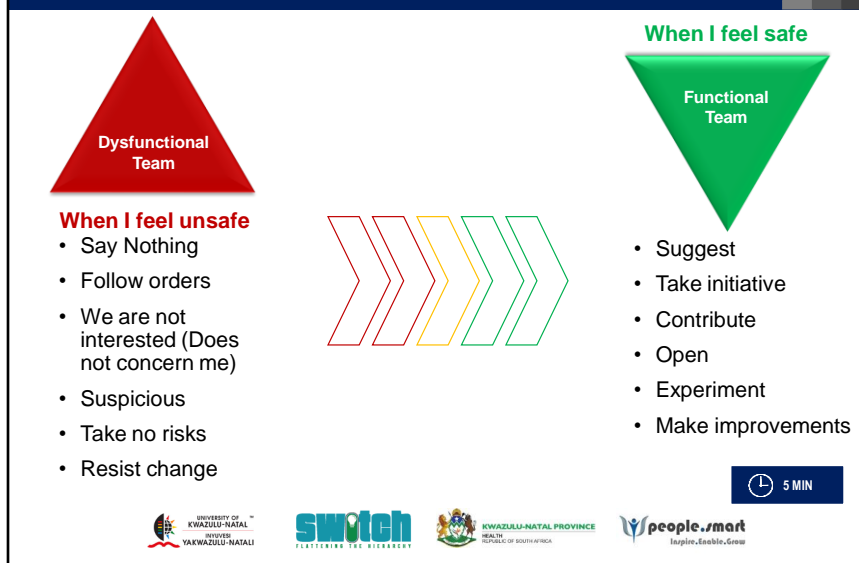 Dysfunctional
Team
When I feel unsafe
• Say Nothing
• Follow orders
• We are not
interested (Does
not concern me)
• Suspicious
• Take no risks
• Resist change
When I feel safe
Functional
Team
• Suggest
• Take initiative
• Contribute
• Open
• Experiment
• Make improvements
5 MIN
UNIVERSITY OF ™
KWAZULU-NATAL
INYUVESI
YAKWAZULU-NATALI
switch
FLATTENING THE HIERARCHY
KWAZULU-NATAL PROVINCE
HEALTH
REPUBLIC OF SOUTH AFRICA
people.smart
Inspire.Enable.Grow